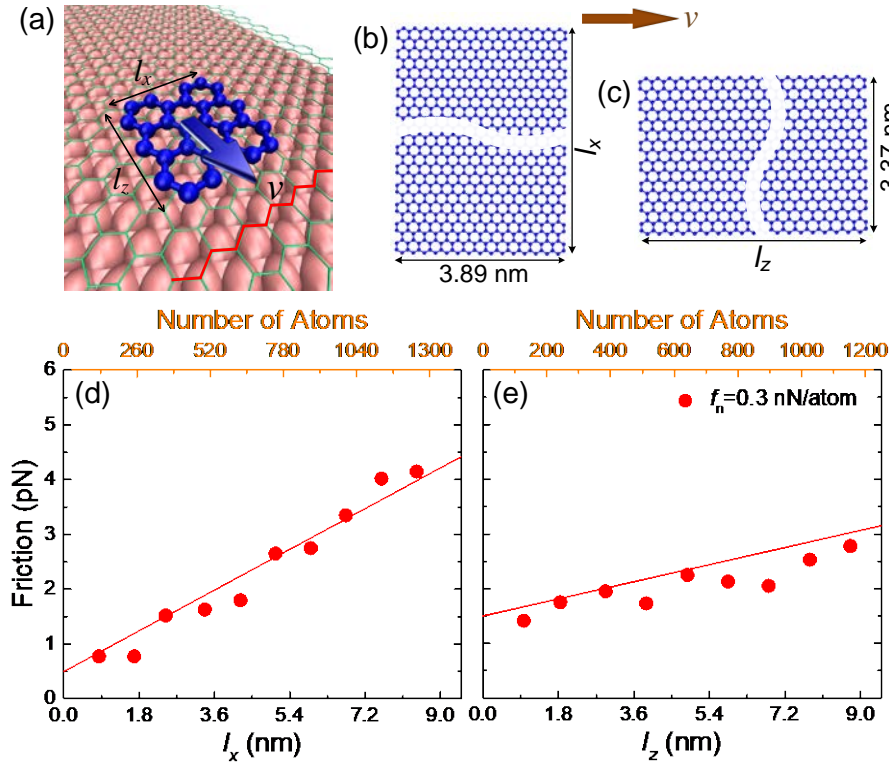 (a)
l_x
l_z
v
(b)
v
l_x
3.89 nm
(c)
3.37 nm
l_z
Number of Atoms
0 260 520 780 1040 1300
(d)
Friction (pN)
6
5
4
3
2
1
0
0.0 1.8 3.6 5.4 7.2 9.0
l_x (nm)
Number of Atoms
0 200 400 600 800 1000 1200
(e)
f_n=0.3 nN/atom
0.0 1.8 3.6 5.4 7.2 9.0
l_z (nm)